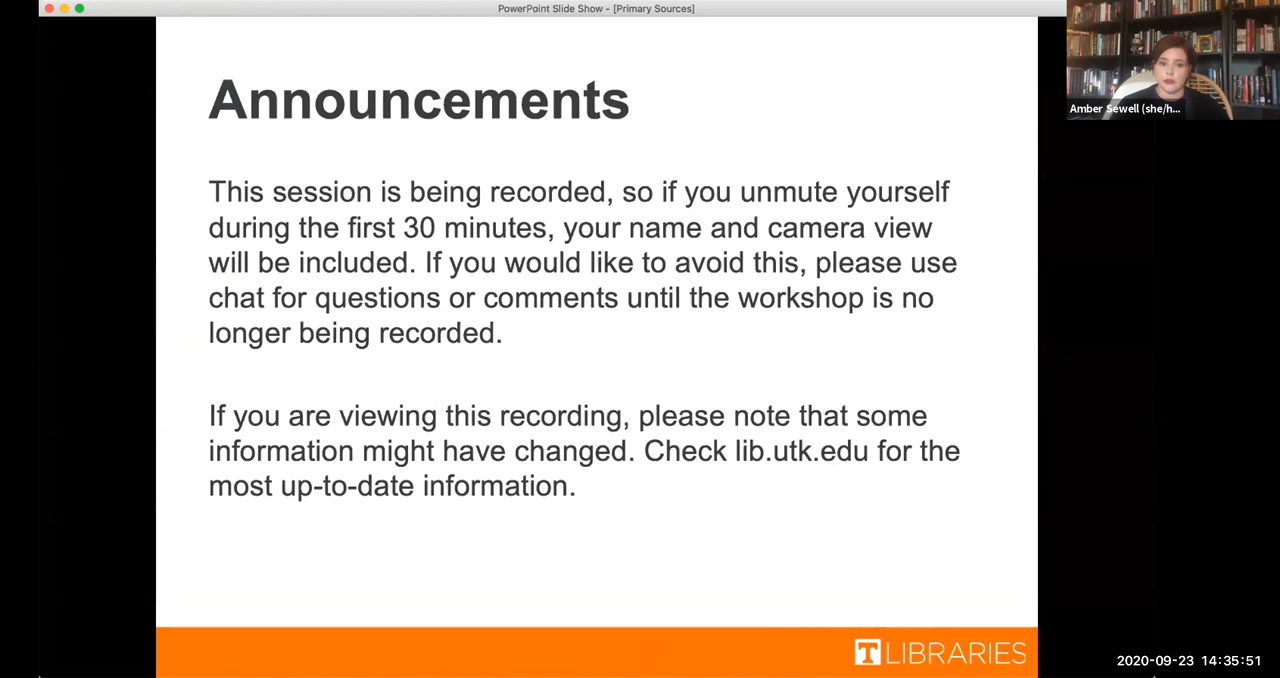 PowerPoint Slide Show - [Primary Sources]
Amber Sewell (she/h...
Announcements
This session is being recorded, so if you unmute yourself
during the first 30 minutes, your name and camera view
will be included. If you would like to avoid this, please use
chat for questions or comments until the workshop is no
longer being recorded.
If you are viewing this recording, please note that some
information might have changed. Check lib.utk.edu for the
most up-to-date information.
T LIBRARIES
2020-09-23 14:35:51